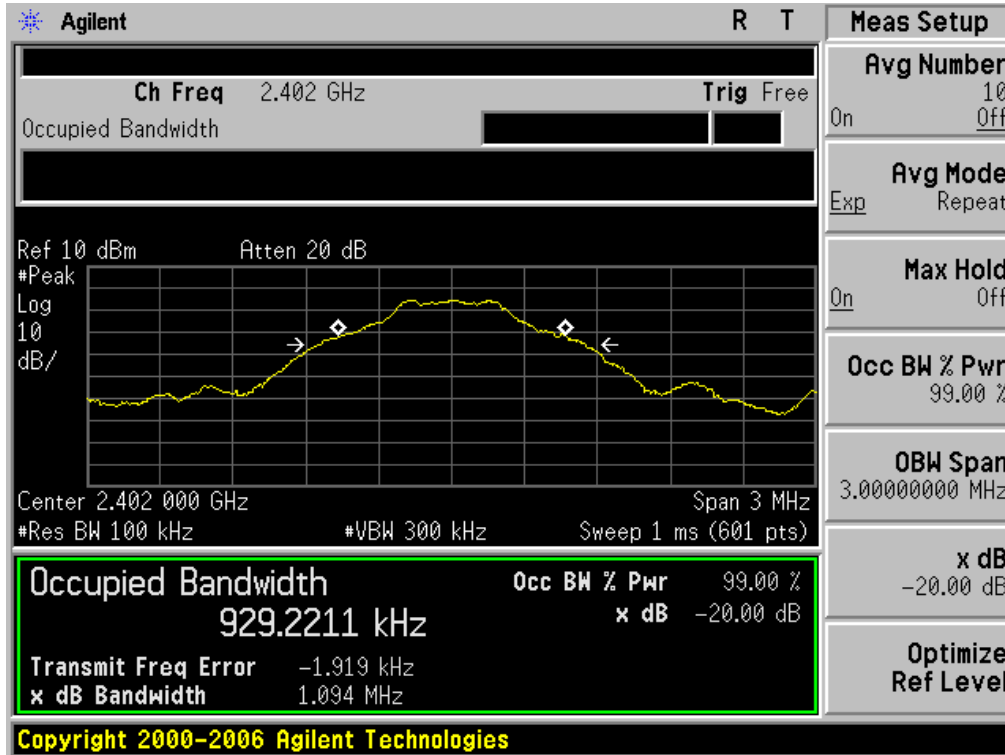 Agilent R T
Meas Setup
Ch Freq 2.402 GHz Trig Free
Occupied Bandwidth
Ref 10 dBm Atten 20 dB
#Peak
Log
10
dB/
Center 2.402 000 GHz Span 3 MHz
#Res BW 100 kHz #VBW 300 kHz Sweep 1 ms (601 pts)
Occupied Bandwidth
929.2211 kHz
Occ BW % Pwr 99.00 %
x dB -20.00 dB
Transmit Freq Error -1.919 kHz
x dB Bandwidth 1.094 MHz
Avg Number
10
On Off
Avg Mode
Exp Repeat
Max Hold
On Off
Occ BW % Pwr
99.00 %
OBW Span
3.00000000 MHz
x dB
-20.00 dB
Optimize
Ref Level
Copyright 2000-2006 Agilent Technologies